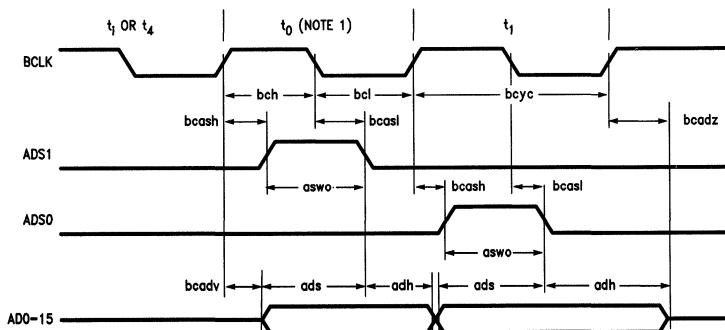 tI OR t4 t0 (NOTE 1) t1
BCLK
bch bcl bcyc
bcash bcasl bcadz
ADS1
aswo bcash bcasl
ADS0
aswo
bcadv ads adh ads adh
AD0-15